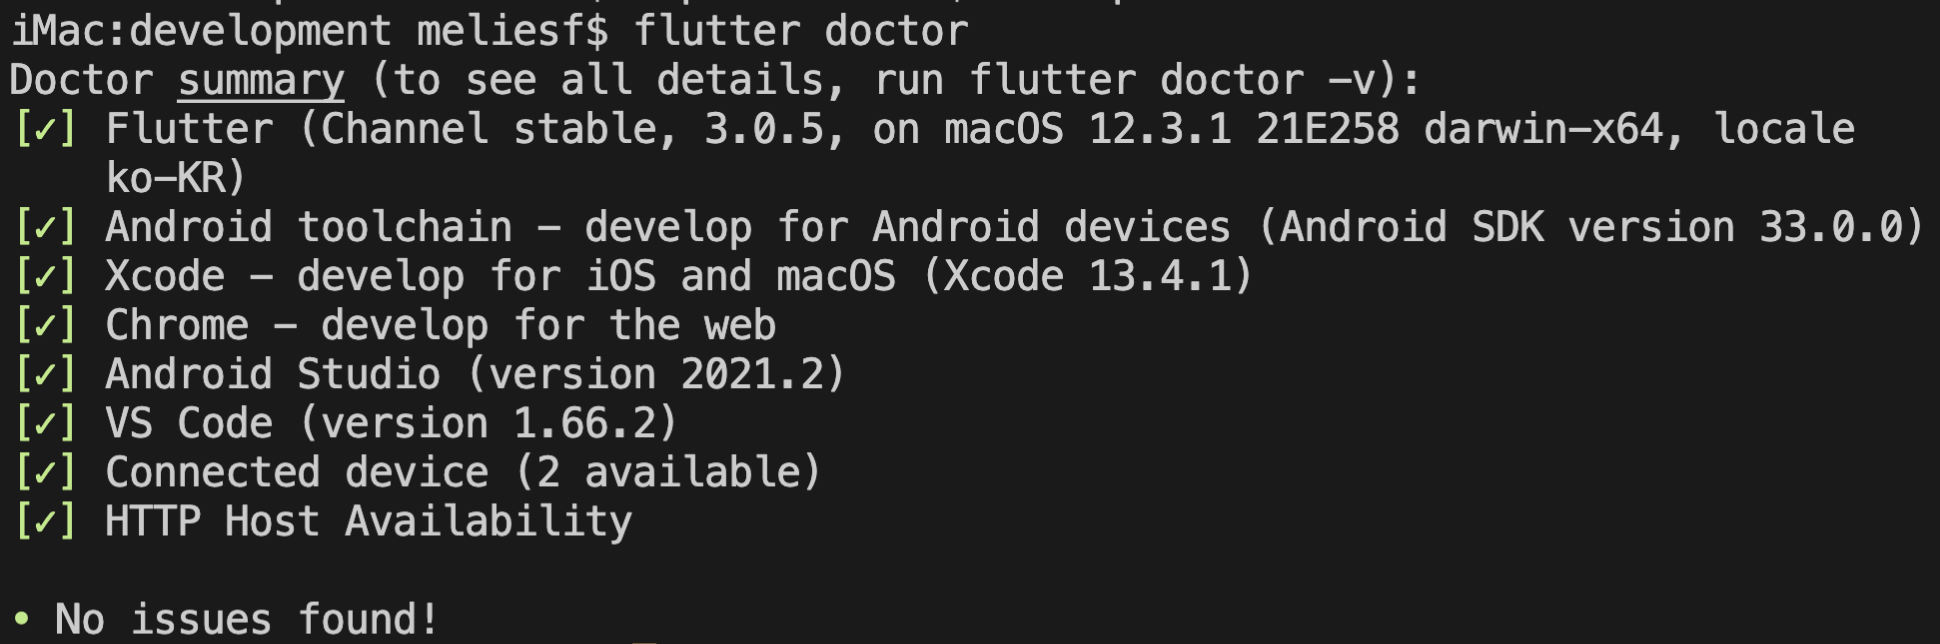 iMac:development meliesf$ flutter doctor
Doctor summary (to see all details, run flutter doctor -v):
[✓] Flutter (Channel stable, 3.0.5, on macOS 12.3.1 21E258 darwin-x64, locale
ko-KR)
[✓] Android toolchain - develop for Android devices (Android SDK version 33.0.0)
[✓] Xcode - develop for iOS and macOS (Xcode 13.4.1)
[✓] Chrome - develop for the web
[✓] Android Studio (version 2021.2)
[✓] VS Code (version 1.66.2)
[✓] Connected device (2 available)
[✓] HTTP Host Availability
• No issues found!